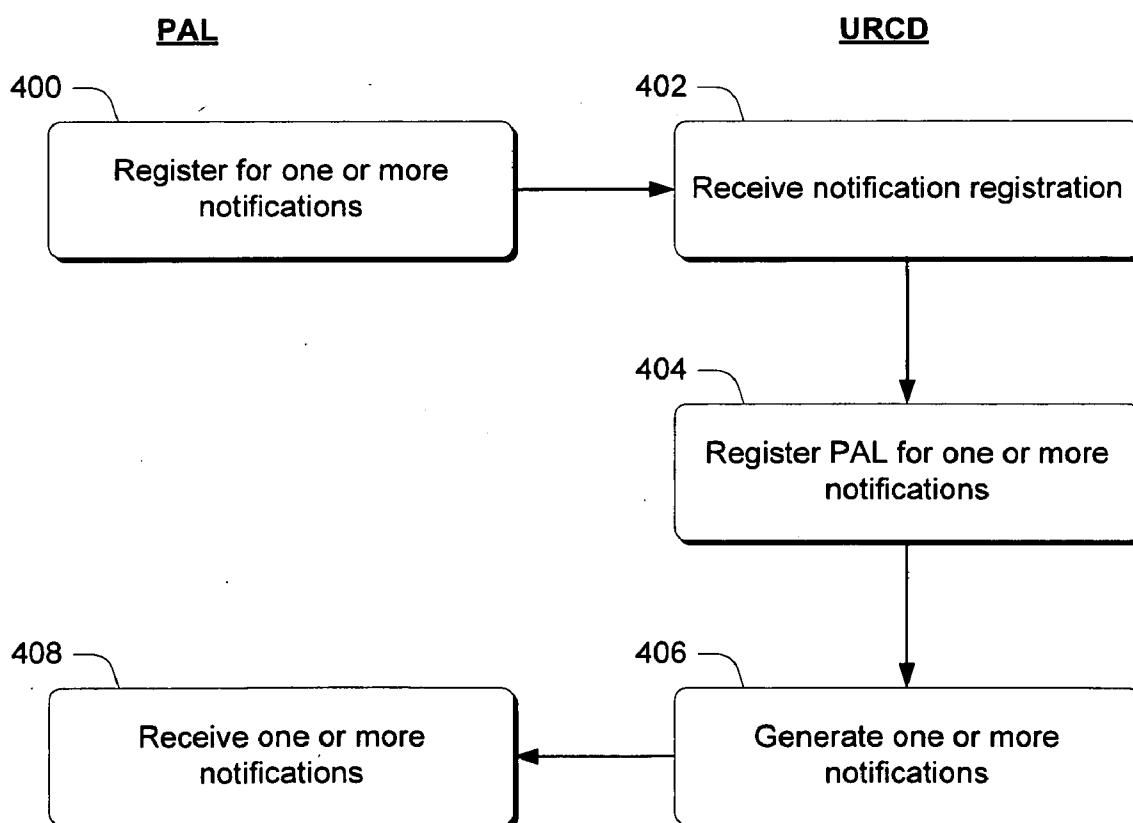 PAL
URCD
400
402
Register for one or more
notifications
Receive notification registration
404
Register PAL for one or more
notifications
408
406
Receive one or more
notifications
Generate one or more
notifications